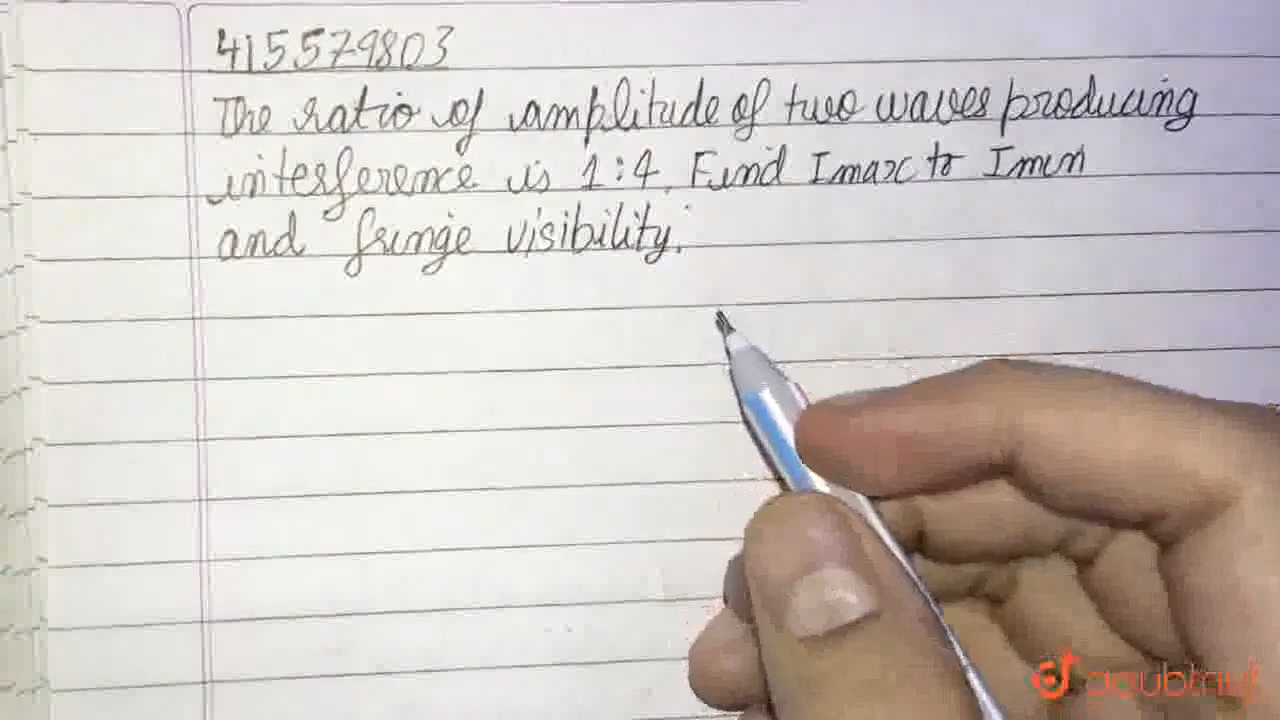 415579803
The ratio of amplitude of two waves producing
interference is 1:4. Find Imax to Imin
and fringe visibility.
doubtnut